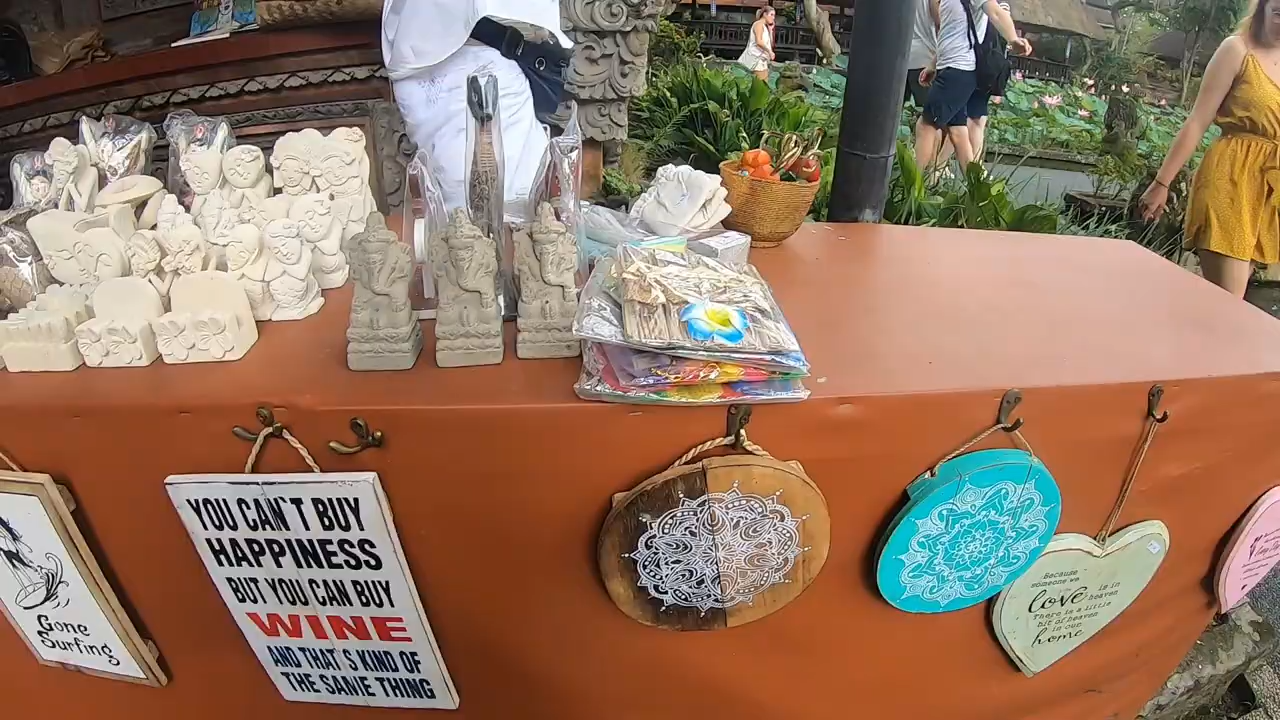 Gone
Surfing
YOU CAN'T BUY
HAPPINESS
BUT YOU CAN BUY
WINE
AND THAT'S KIND OF
THE SAME THING
Because
someone we
love is in
heaven
There is a little
bit of heaven
in our
home